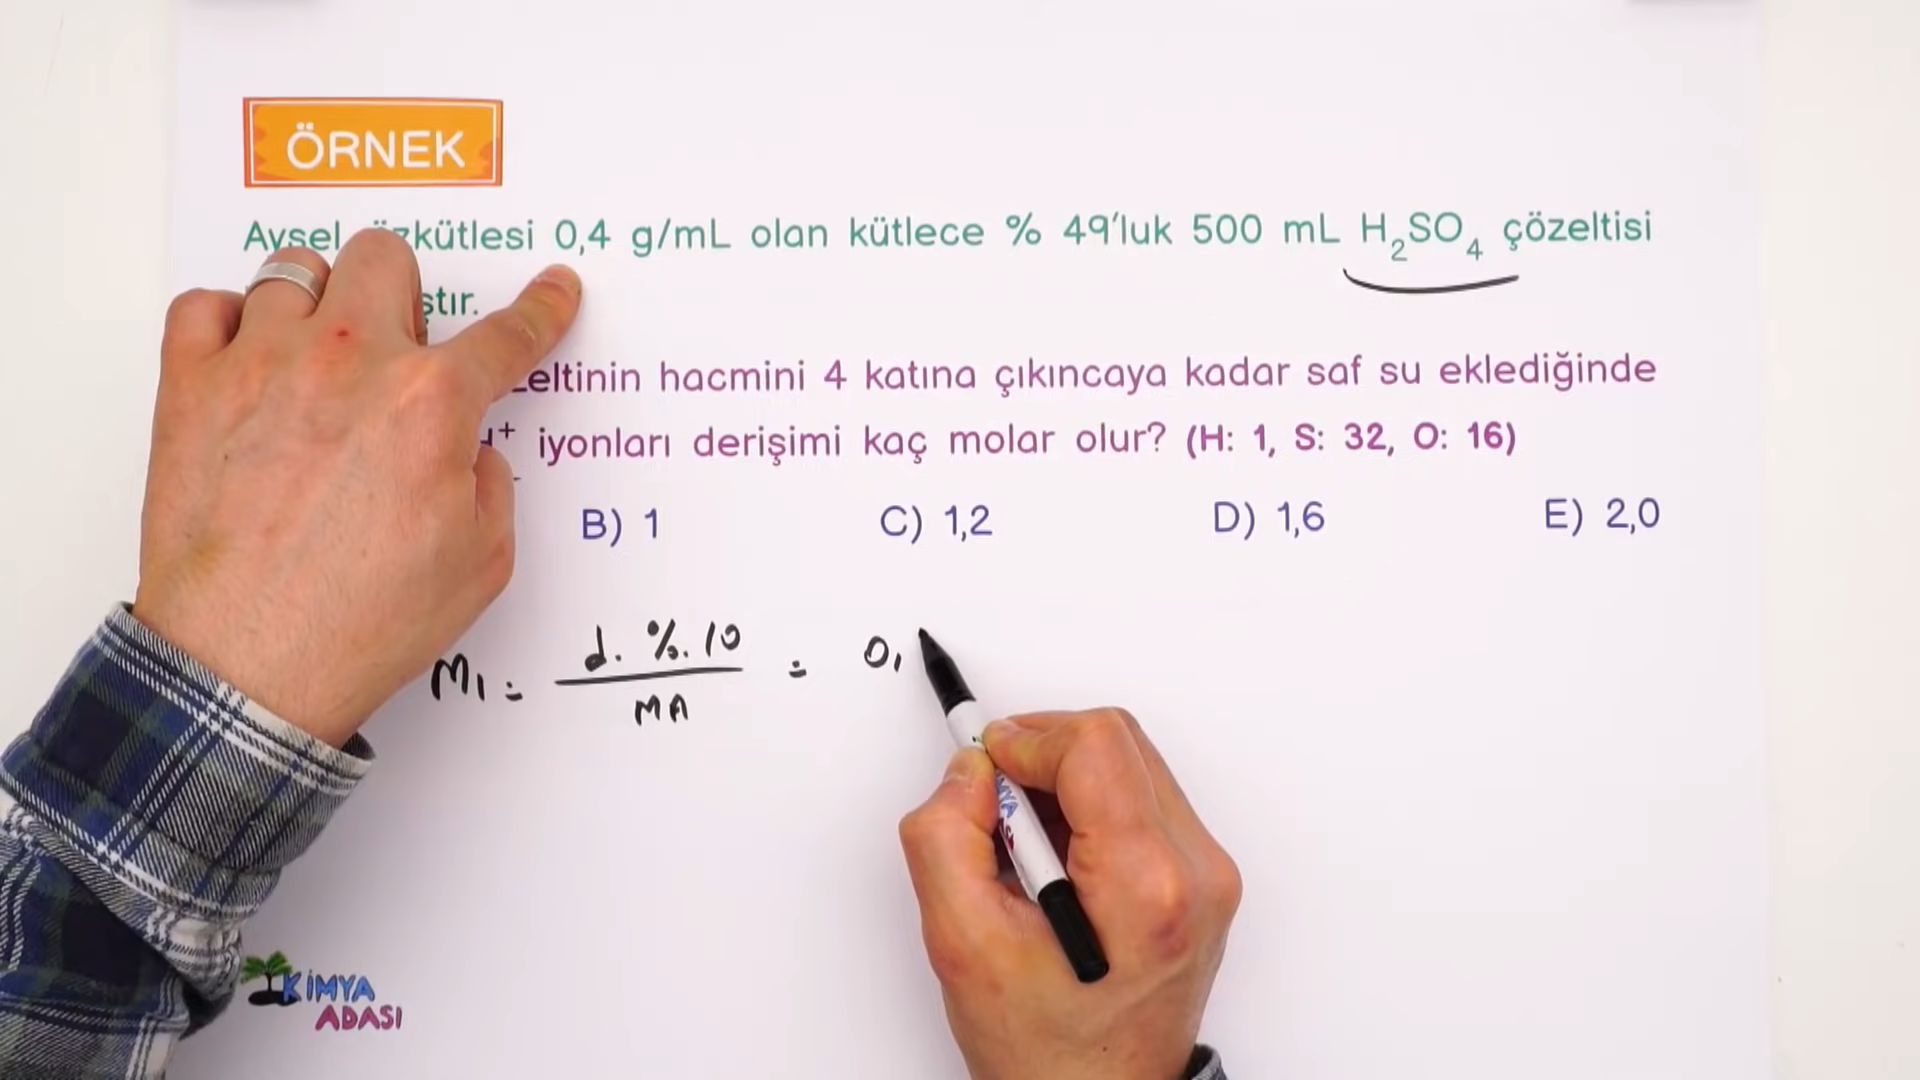 ÖRNEK
Aysel özkütlesi 0,4 g/mL olan kütlece % 49'luk 500 mL H₂SO₄ çözeltisi
ştır.
eltinin hacmini 4 katına çıkıncaya kadar saf su eklediğinde
H⁺ iyonları derişimi kaç molar olur? (H: 1, S: 32, O: 16)
B) 1 C) 1,2 D) 1,6 E) 2,0
M₁ = d. %. 10 / MA = 0,
KİMYA
ADASI